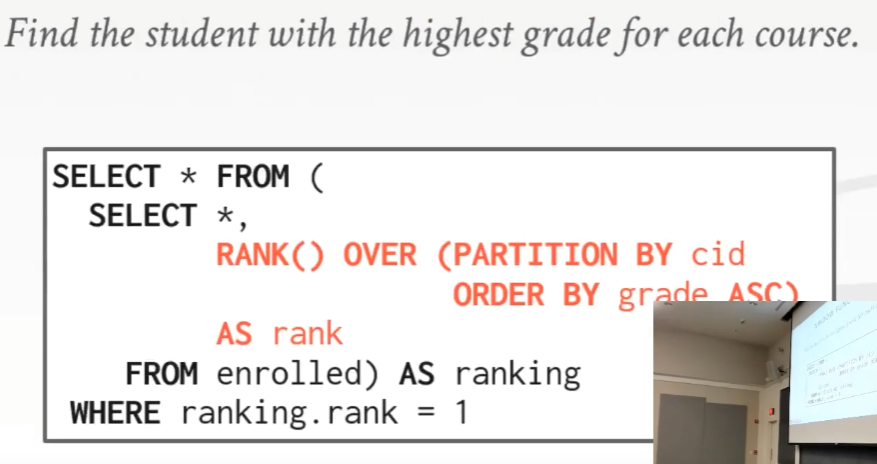 Find the student with the highest grade for each course.
SELECT * FROM (
SELECT *,
RANK() OVER (PARTITION BY cid
ORDER BY grade ASC)
AS rank
FROM enrolled) AS ranking
WHERE ranking.rank = 1